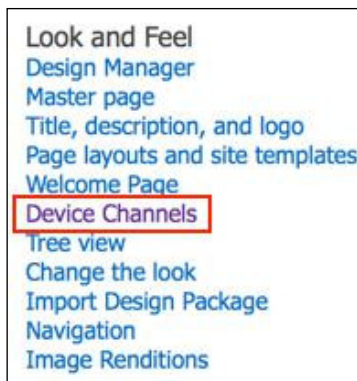 Look and Feel
Design Manager
Master page
Title, description, and logo
Page layouts and site templates
Welcome Page
Device Channels
Tree view
Change the look
Import Design Package
Navigation
Image Renditions